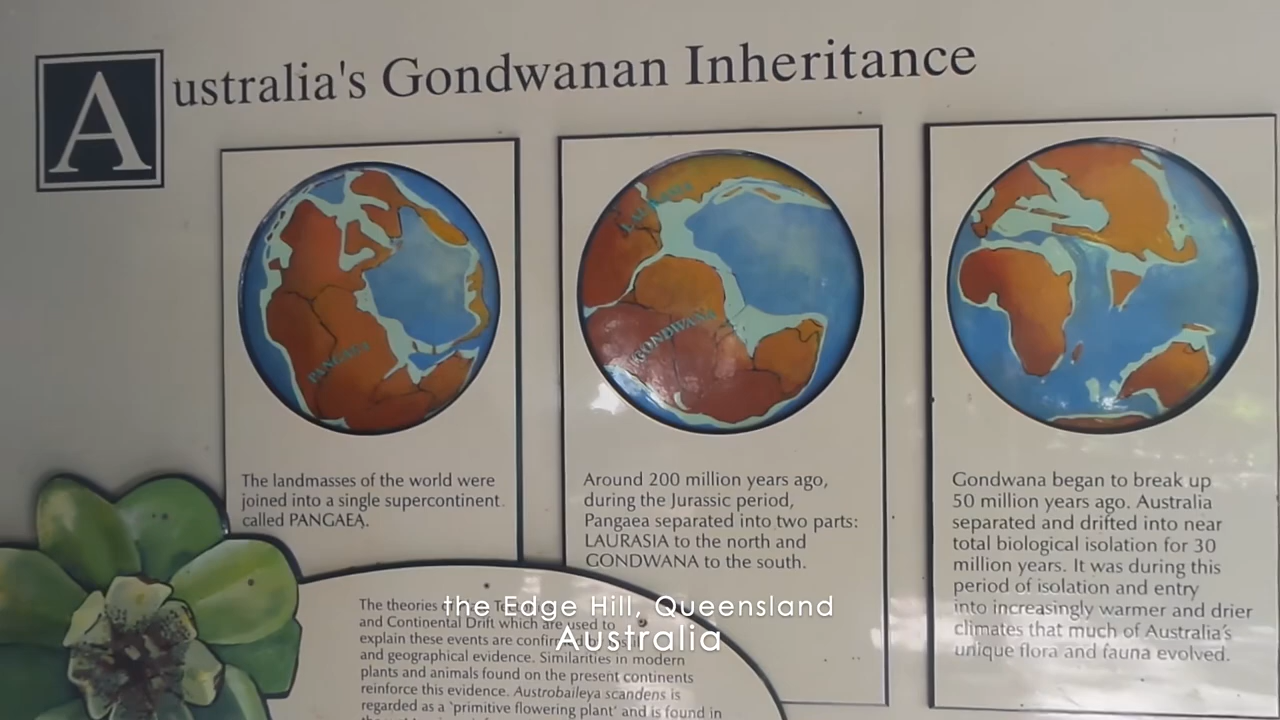 Australia's Gondwanan Inheritance
PANGAEA
The landmasses of the world were
joined into a single supercontinent
called PANGAEA.
LAURASIA
GONDWANA
Around 200 million years ago,
during the Jurassic period,
Pangaea separated into two parts:
LAURASIA to the north and
GONDWANA to the south.
Gondwana began to break up
50 million years ago. Australia
separated and drifted into near
total biological isolation for 30
million years. It was during this
period of isolation and entry
into increasingly warmer and drier
climates that much of Australia's
unique flora and fauna evolved.
The theories
and Continental Drift which are used to
explain these events are confirmed
and geographical evidence. Similarities in modern
plants and animals found on the present continents
reinforce this evidence. Austrobaileya scandens is
regarded as a 'primitive flowering plant' and is found in
the Edge Hill, Queensland
Australia